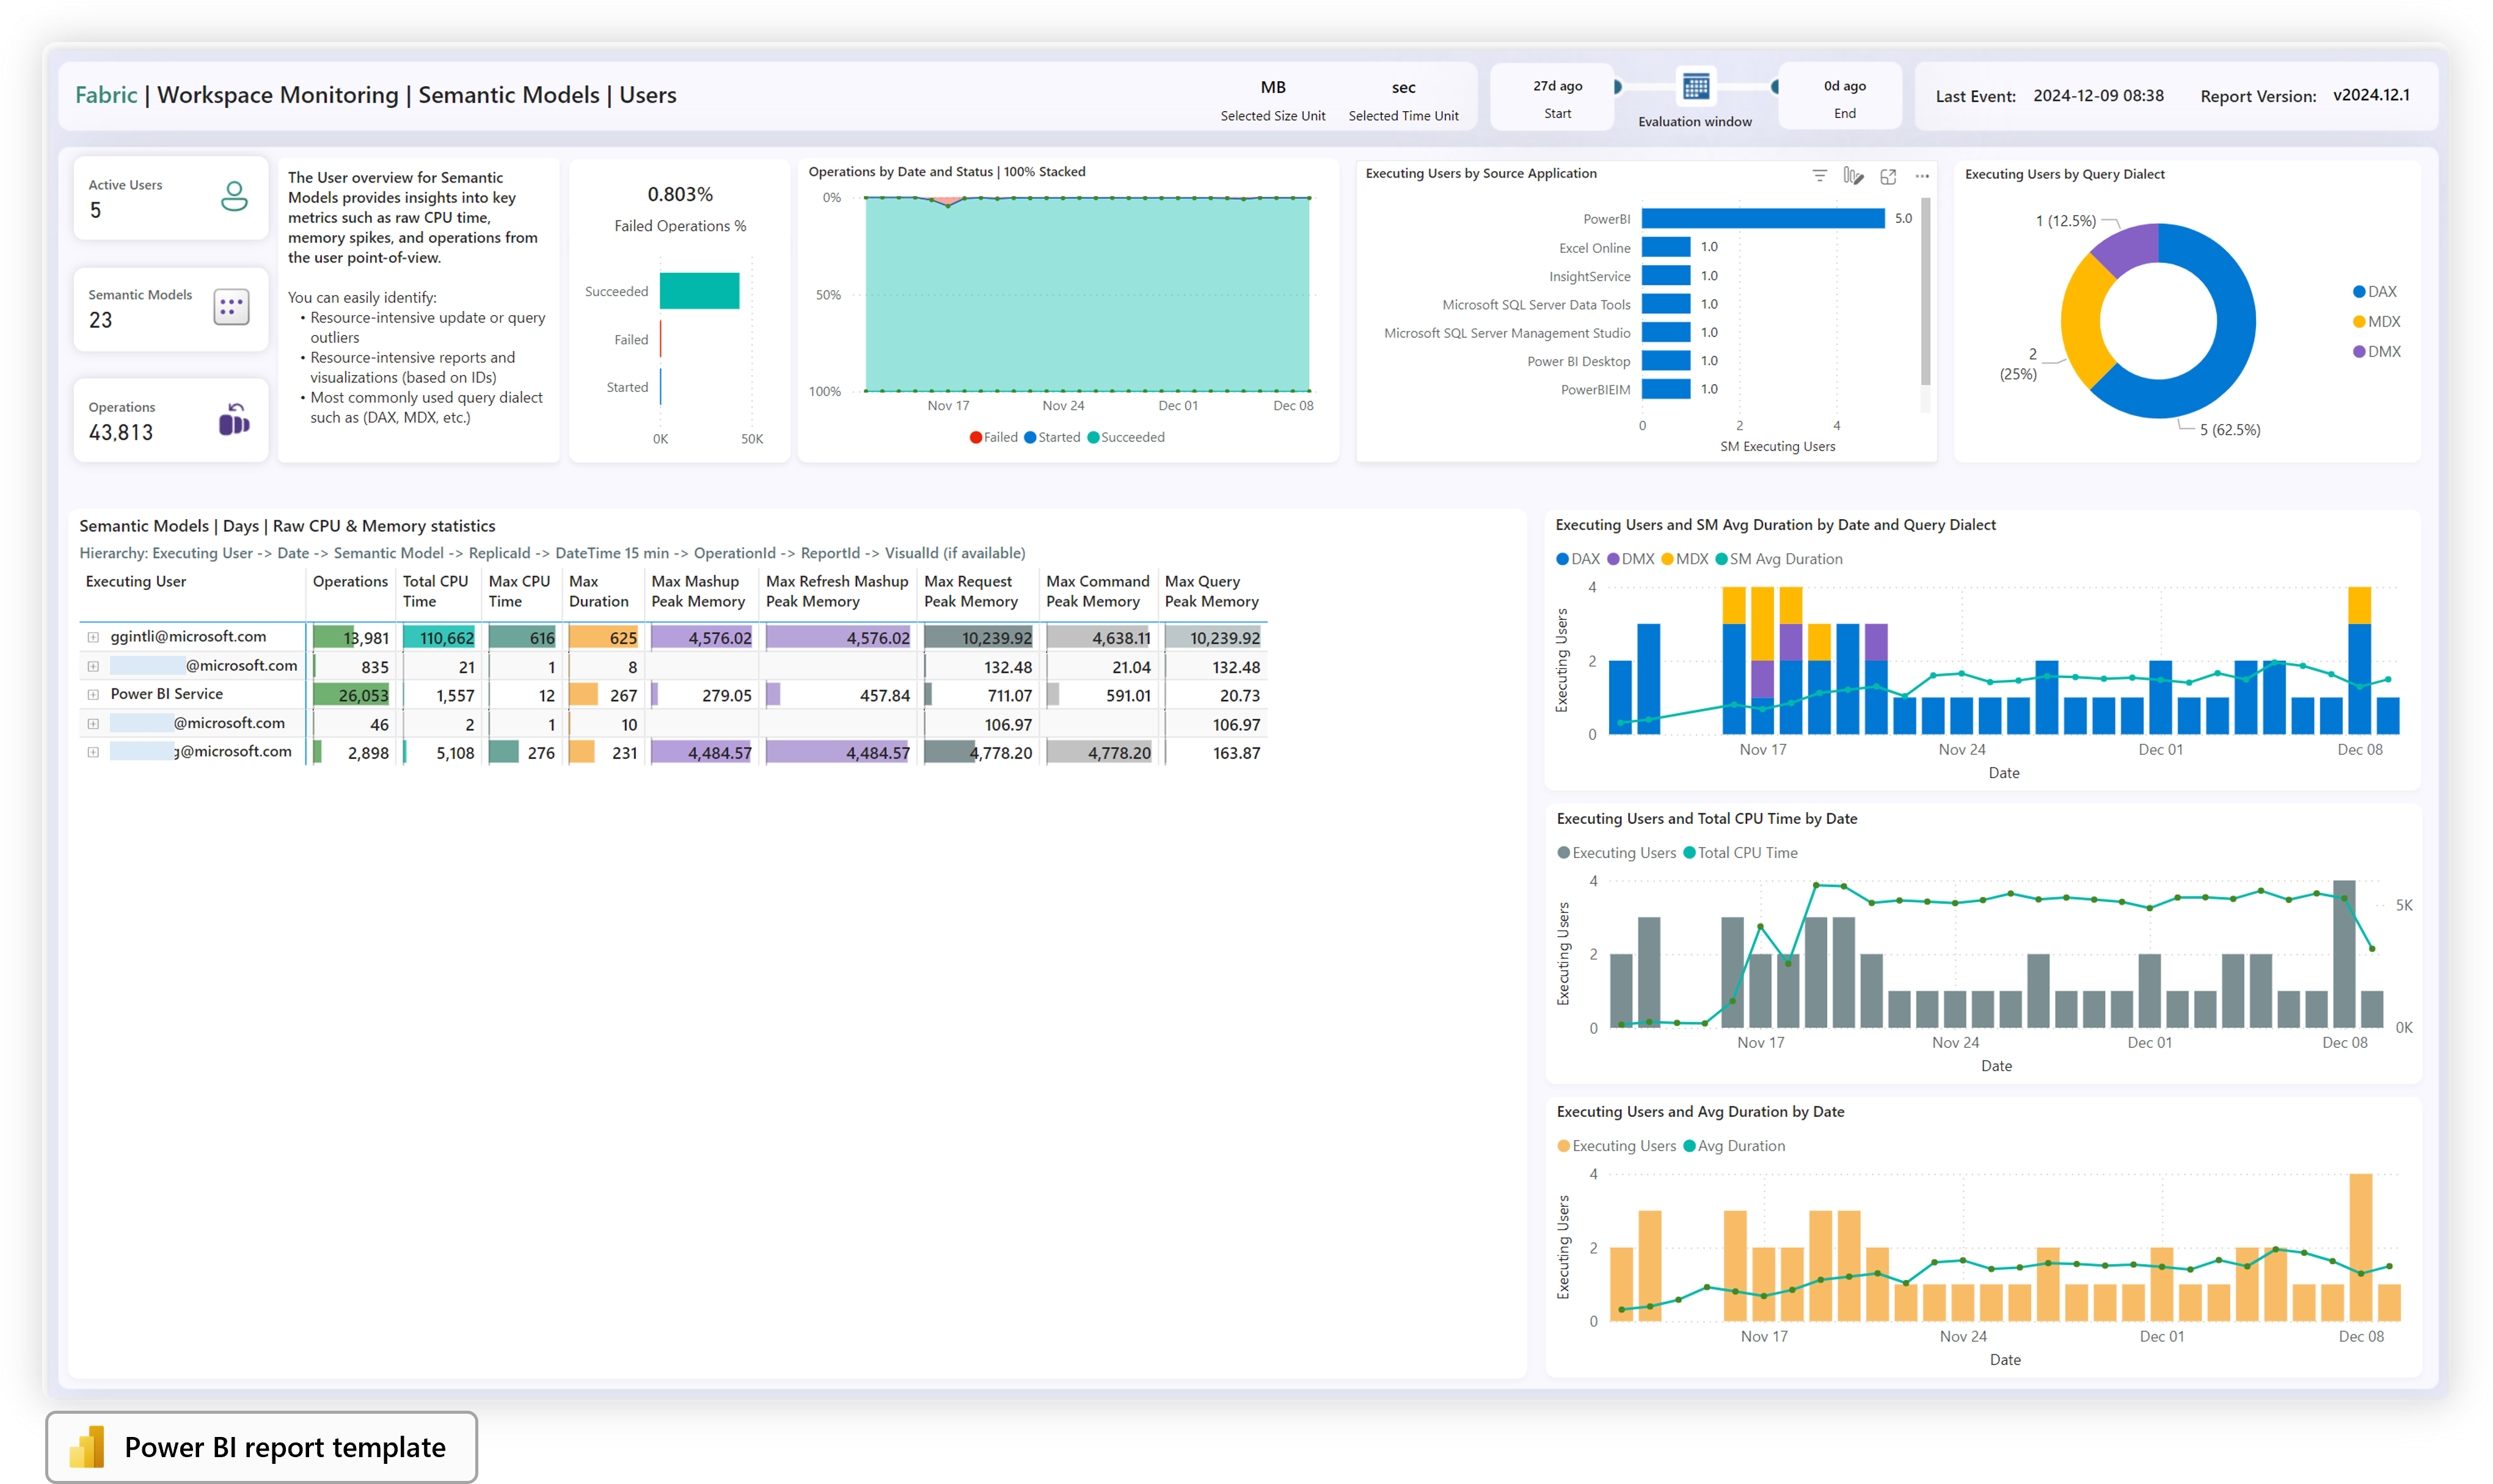 Fabric | Workspace Monitoring | Semantic Models | Users
MB
Selected Size Unit
sec
Selected Time Unit
27d ago
Start
Evaluation window
0d ago
End
Last Event: 2024-12-09 08:38
Report Version: v2024.12.1
Active Users
5
Semantic Models
23
Operations
43,813
The User overview for Semantic
Models provides insights into key
metrics such as raw CPU time,
memory spikes, and operations from
the user point-of-view.
You can easily identify:
• Resource-intensive update or query
outliers
• Resource-intensive reports and
visualizations (based on IDs)
• Most commonly used query dialect
such as (DAX, MDX, etc.)
0.803%
Failed Operations %
Succeeded
Failed
Started
0K 50K
Operations by Date and Status | 100% Stacked
0%
50%
100%
Nov 17 Nov 24 Dec 01 Dec 08
Failed Started Succeeded
Executing Users by Source Application
PowerBI 5.0
Excel Online 1.0
InsightService 1.0
Microsoft SQL Server Data Tools 1.0
Microsoft SQL Server Management Studio 1.0
Power BI Desktop 1.0
PowerBIEIM 1.0
0 2 4
SM Executing Users
Executing Users by Query Dialect
1 (12.5%)
2
(25%)
5 (62.5%)
DAX
MDX
DMX
Semantic Models | Days | Raw CPU & Memory statistics
Hierarchy: Executing User -> Date -> Semantic Model -> ReplicaId -> DateTime 15 min -> OperationId -> ReportId -> VisualId (if available)
Executing User Operations Total CPU Max CPU Max Max Mashup Max Refresh Mashup Max Request Max Command Max Query
Time Time Duration Peak Memory Peak Memory Peak Memory Peak Memory Peak Memory
ggintli@microsoft.com 13,981 110,662 616 625 4,576.02 4,576.02 10,239.92 4,638.11 10,239.92
@microsoft.com 835 21 1 8 132.48 21.04 132.48
Power BI Service 26,053 1,557 12 267 279.05 457.84 711.07 591.01 20.73
@microsoft.com 46 2 1 10 106.97 106.97
g@microsoft.com 2,898 5,108 276 231 4,484.57 4,484.57 4,778.20 4,778.20 163.87
Executing Users and SM Avg Duration by Date and Query Dialect
DAX DMX MDX SM Avg Duration
Executing Users
4
2
0
Nov 17 Nov 24 Dec 01 Dec 08
Date
Executing Users and Total CPU Time by Date
Executing Users Total CPU Time
Executing Users
4
2
0
5K
0K
Nov 17 Nov 24 Dec 01 Dec 08
Date
Executing Users and Avg Duration by Date
Executing Users Avg Duration
Executing Users
4
2
0
Nov 17 Nov 24 Dec 01 Dec 08
Date
Power BI report template